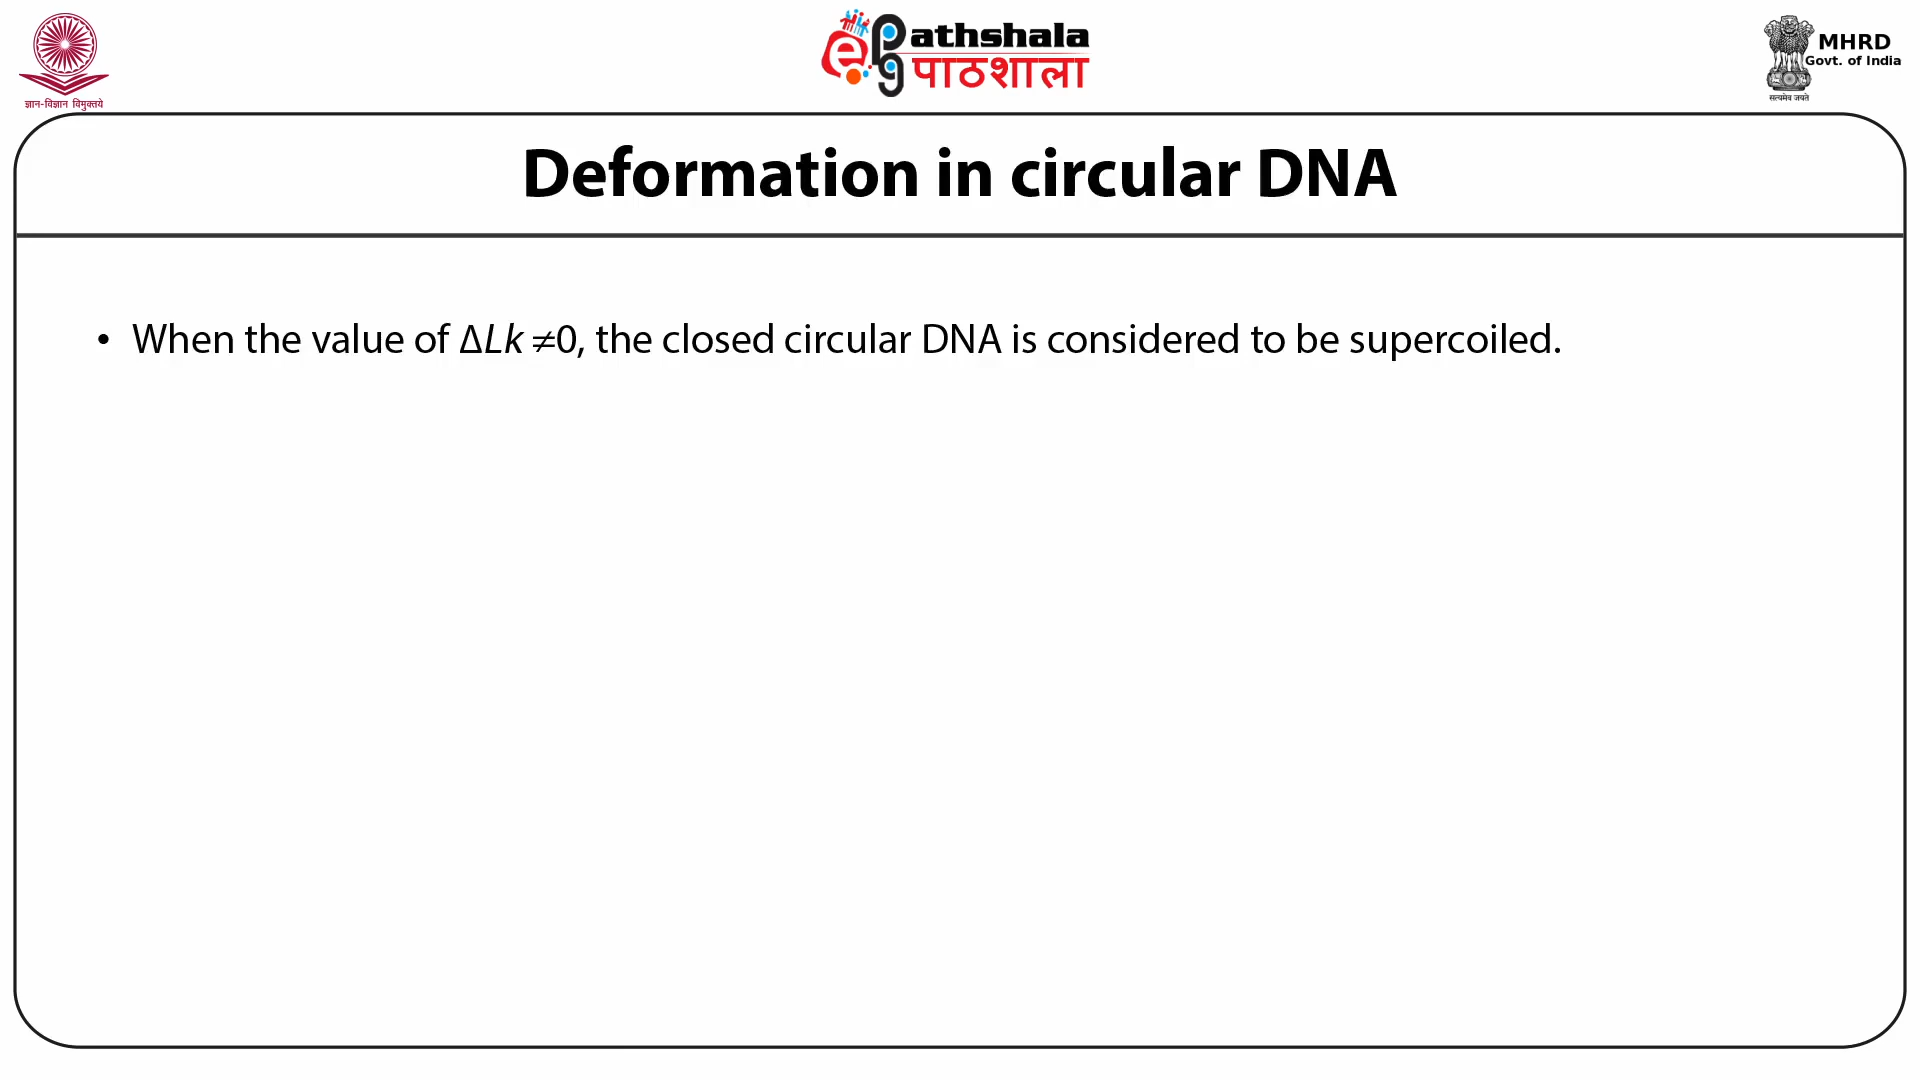 ज्ञान-विज्ञान विमुक्तये
ePG Pathshala
पाठशाला
MHRD
Govt. of India
सत्यमेव जयते
Deformation in circular DNA
• When the value of ΔLk ≠0, the closed circular DNA is considered to be supercoiled.